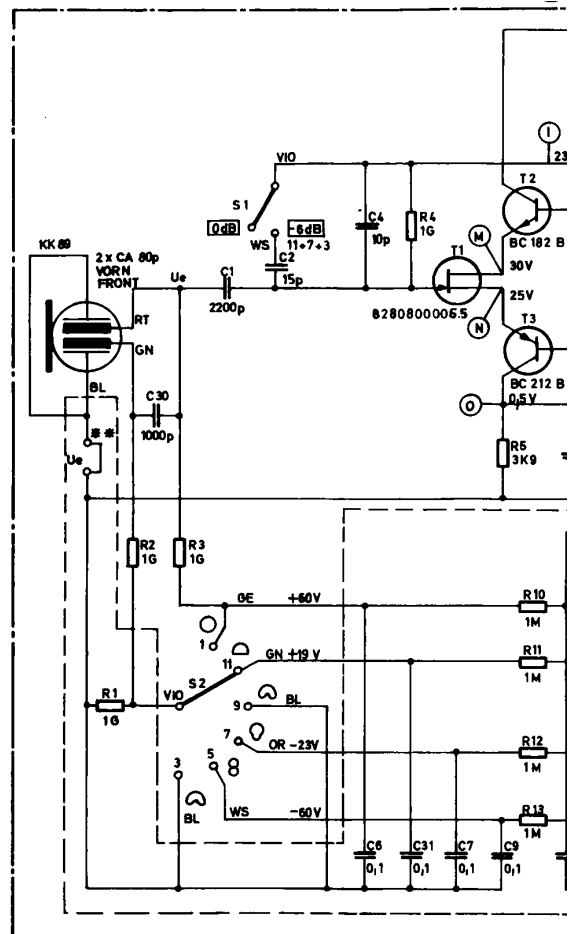 I
23
VIO
T2
S1
0dB
-6dB
WS
11+7+3
C4
10p
R4
1G
M
BC 182 B
T1
30V
KK 89
2 x CA 80p
VORN
FRONT
Ue
C1
2200p
C2
15p
25V
B2808000065.5
N
T3
RT
GN
BL
BC 212 B
0,5V
O
C30
1000p
**
Ue
R5
3K9
R2
1G
R3
1G
GE
+60V
R10
1M
1
11
GN +19 V
R11
1M
R1
1G
VIO
S2
9
BL
7
OR -23V
R12
1M
3
5
BL
WS
-60V
R13
1M
C6
0,1
C31
0,1
C7
0,1
C9
0,1